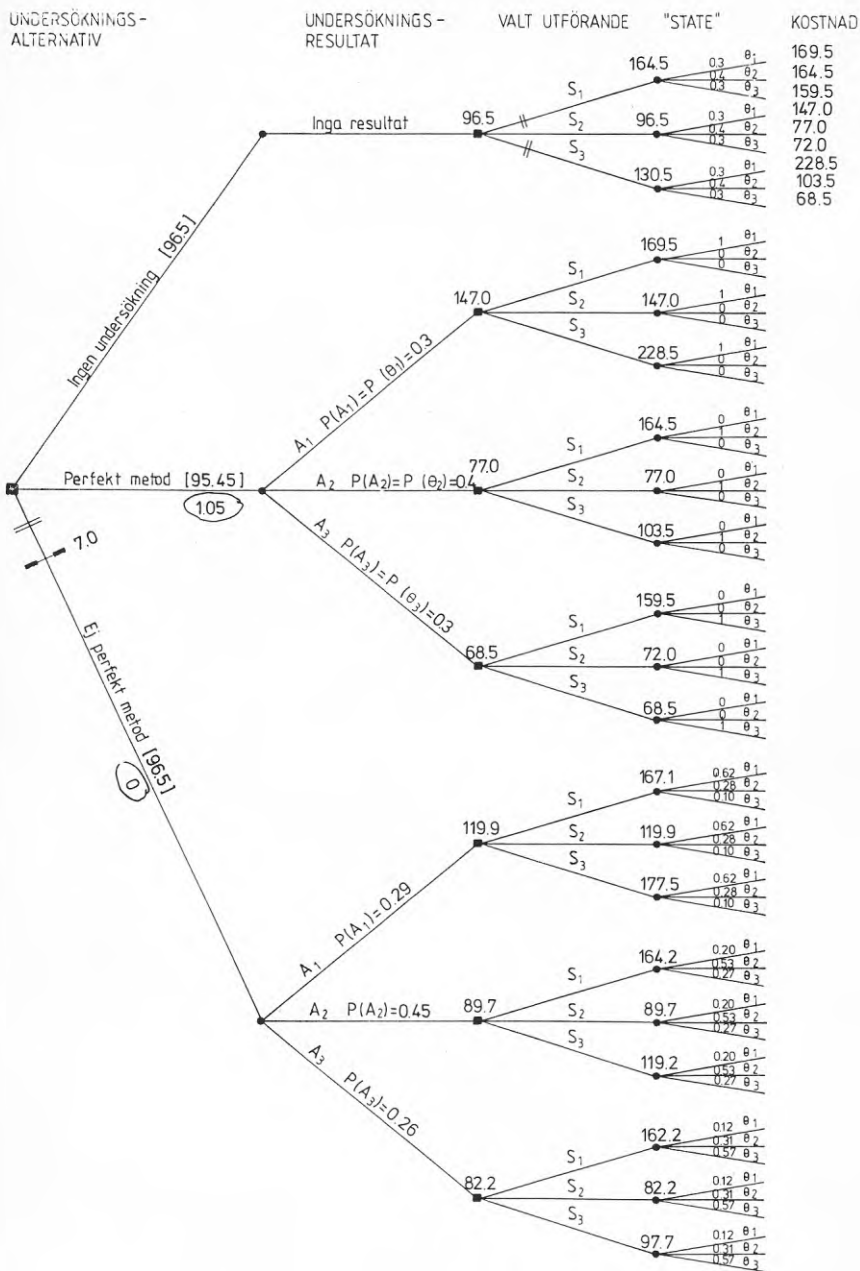 UNDERSÖKNINGS-
ALTERNATIV
UNDERSÖKNINGS-
RESULTAT
VALT UTFÖRANDE
"STATE"
KOSTNAD
Ingen undersökning [96.5]
Inga resultat
96.5
S1
164.5
0.3 θ1
0.4 θ2
0.3 θ3
S2
96.5
0.3 θ1
0.4 θ2
0.3 θ3
S3
130.5
0.3 θ1
0.4 θ2
0.3 θ3
169.5
164.5
159.5
147.0
77.0
72.0
228.5
103.5
68.5
Perfekt metod [95.45]
1.05
A1 P(A1)=P (θ1)=0.3
147.0
S1
169.5
1 θ1
0 θ2
0 θ3
S2
147.0
1 θ1
0 θ2
0 θ3
S3
228.5
1 θ1
0 θ2
0 θ3
A2 P(A2)=P (θ2)=0.4
77.0
S1
164.5
0 θ1
1 θ2
0 θ3
S2
77.0
0 θ1
1 θ2
0 θ3
S3
103.5
0 θ1
1 θ2
0 θ3
A3 P(A3)=P (θ3)=0.3
68.5
S1
159.5
0 θ1
0 θ2
1 θ3
S2
72.0
0 θ1
0 θ2
1 θ3
S3
68.5
0 θ1
0 θ2
1 θ3
7.0
Ej perfekt metod [96.5]
0
A1 P(A1)=0.29
119.9
S1
167.1
0.62 θ1
0.28 θ2
0.10 θ3
S2
119.9
0.62 θ1
0.28 θ2
0.10 θ3
S3
177.5
0.62 θ1
0.28 θ2
0.10 θ3
A2 P(A2)=0.45
89.7
S1
164.2
0.20 θ1
0.53 θ2
0.27 θ3
S2
89.7
0.20 θ1
0.53 θ2
0.27 θ3
S3
119.2
0.20 θ1
0.53 θ2
0.27 θ3
A3 P(A3)=0.26
82.2
S1
162.2
0.12 θ1
0.31 θ2
0.57 θ3
S2
82.2
0.12 θ1
0.31 θ2
0.57 θ3
S3
97.7
0.12 θ1
0.31 θ2
0.57 θ3